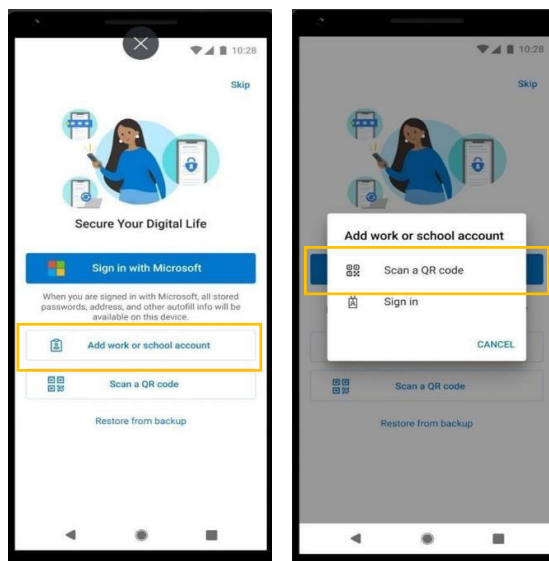 10:28
Skip
Secure Your Digital Life
Sign in with Microsoft
When you are signed in with Microsoft, all stored
passwords, address, and other autofill info will be
available on this device.
Add work or school account
Scan a QR code
Restore from backup
10:28
Skip
Add work or school account
Scan a QR code
Sign in
CANCEL
Scan a QR code
Restore from backup